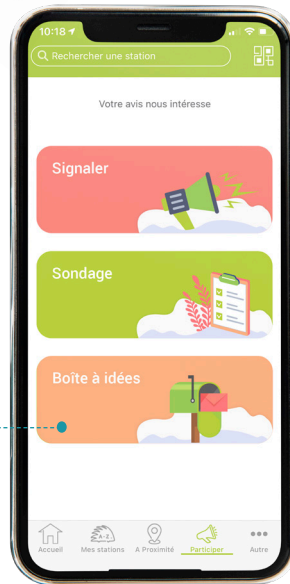 10:18
Rechercher une station
Votre avis nous intéresse
Signaler
Sondage
Boîte à idées
A-Z
Accueil
Mes stations
A Proximité
Participer
Autre